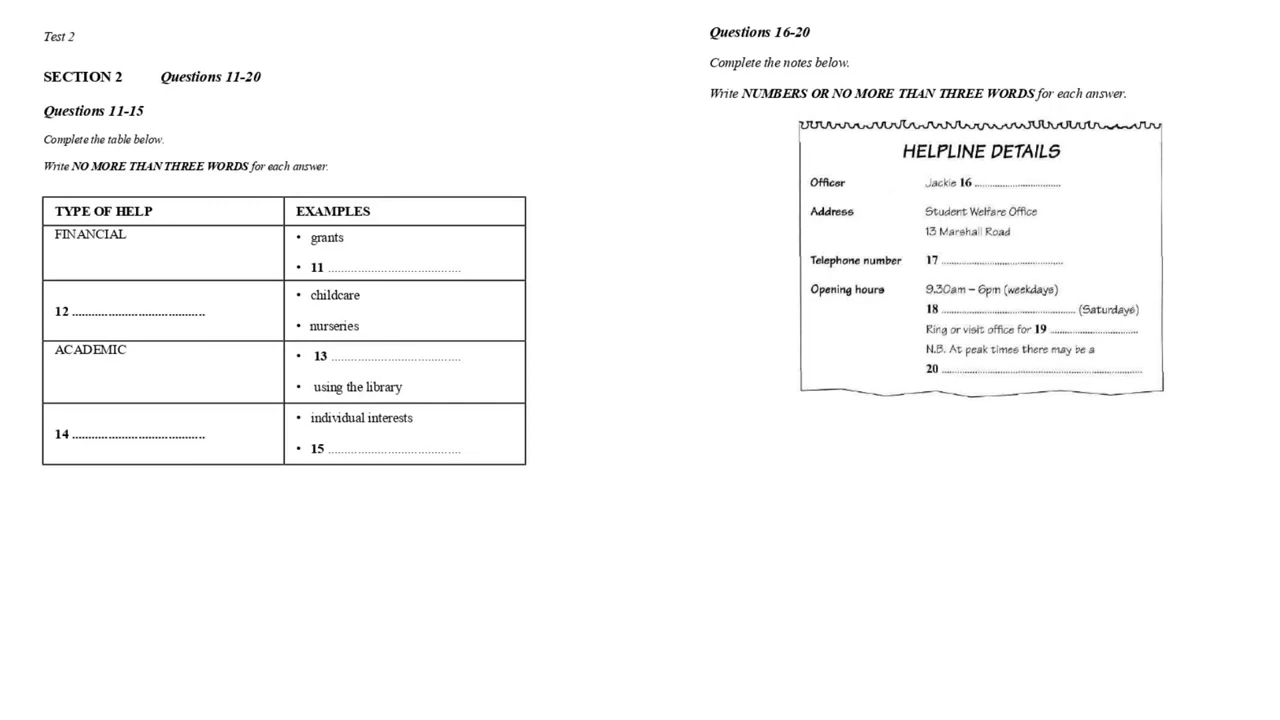 Test 2
SECTION 2 Questions 11-20
Questions 11-15
Complete the table below.
Write NO MORE THAN THREE WORDS for each answer.
TYPE OF HELP EXAMPLES
FINANCIAL
• grants
• 11 ........................................
12 ........................................
• childcare
• nurseries
ACADEMIC
• 13 ........................................
• using the library
14 ........................................
• individual interests
• 15 ........................................
Questions 16-20
Complete the notes below.
Write NUMBERS OR NO MORE THAN THREE WORDS for each answer.
HELPLINE DETAILS
Officer Jackie 16 ..............................
Address Student Welfare Office
13 Marshall Road
Telephone number 17 ........................................
Opening hours 9.30am – 6pm (weekdays)
18 ............................................. (Saturdays)
Ring or visit office for 19 ..............................
N.B. At peak times there may be a
20 ..................................................................